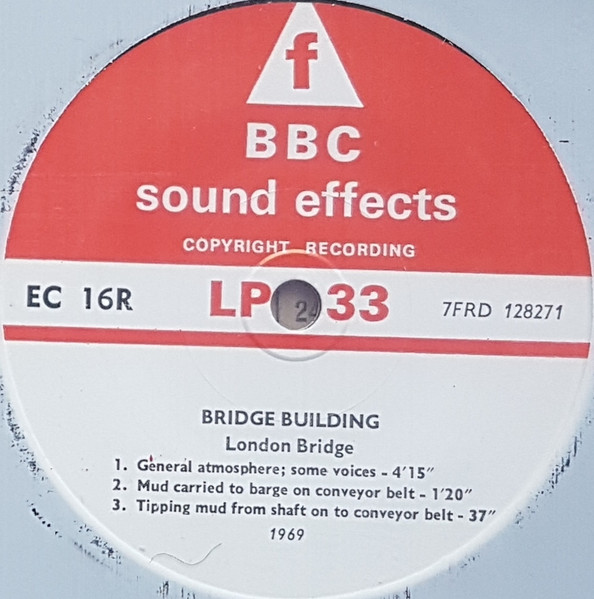 f
BBC
sound effects
COPYRIGHT RECORDING
EC 16R LP 33 7FRD 128271
BRIDGE BUILDING
London Bridge
1. General atmosphere; some voices - 4'15"
2. Mud carried to barge on conveyor belt - 1'20"
3. Tipping mud from shaft on to conveyor belt - 37"
1969